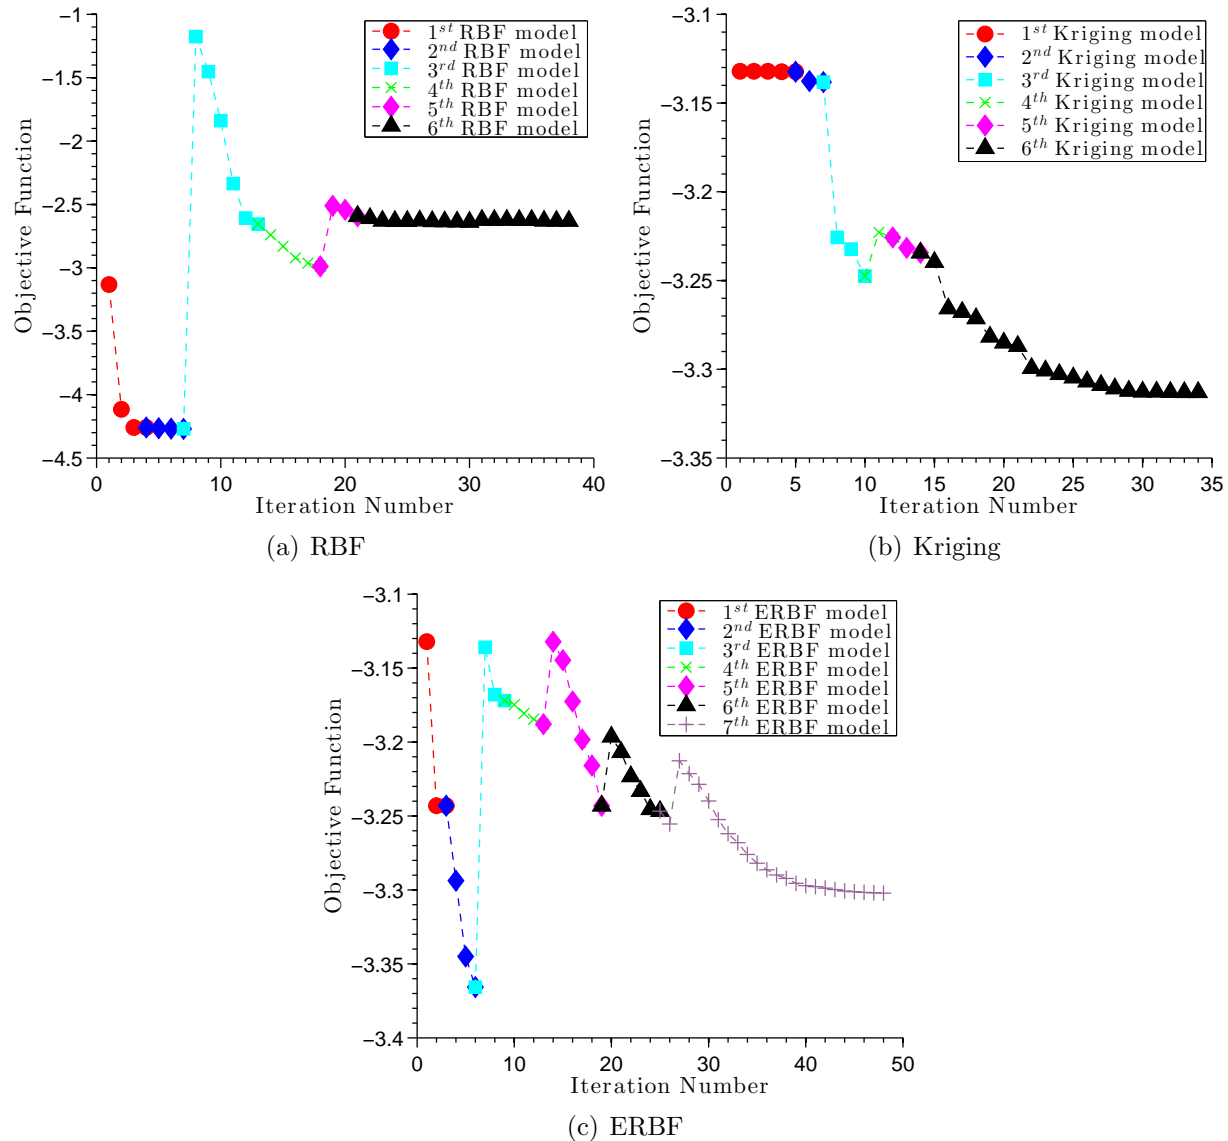 −1
−1.5
−2
−2.5
−3
−3.5
−4
−4.5
0
10
20
30
40
Objective Function
Iteration Number
1st RBF model
2nd RBF model
3rd RBF model
4th RBF model
5th RBF model
6th RBF model
(a) RBF
−3.1
−3.15
−3.2
−3.25
−3.3
−3.35
0
5
10
15
20
25
30
35
Objective Function
Iteration Number
1st Kriging model
2nd Kriging model
3rd Kriging model
4th Kriging model
5th Kriging model
6th Kriging model
(b) Kriging
−3.1
−3.15
−3.2
−3.25
−3.3
−3.35
−3.4
0
10
20
30
40
50
Objective Function
Iteration Number
1st ERBF model
2nd ERBF model
3rd ERBF model
4th ERBF model
5th ERBF model
6th ERBF model
7th ERBF model
(c) ERBF